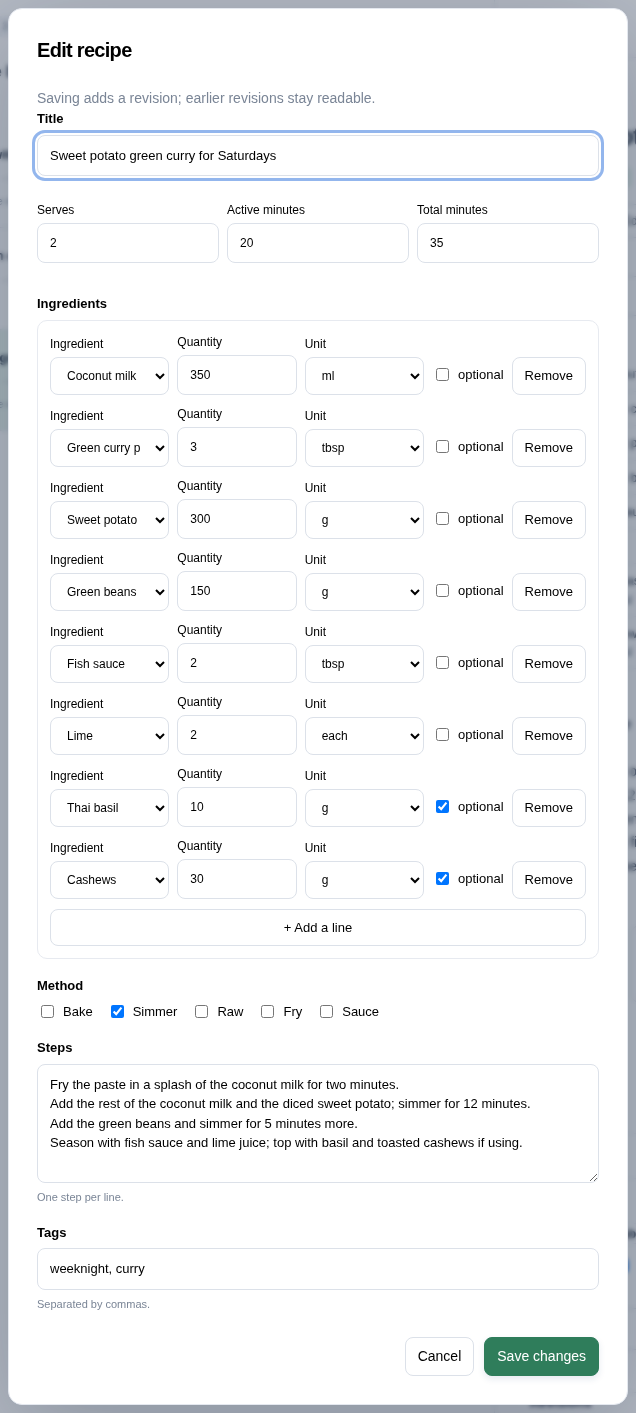 Edit recipe
Saving adds a revision; earlier revisions stay readable.
Title
Sweet potato green curry for Saturdays
Serves Active minutes Total minutes
2 20 35
Ingredients
Ingredient Quantity Unit
Coconut milk 350 ml optional Remove
Ingredient Quantity Unit
Green curry p 3 tbsp optional Remove
Ingredient Quantity Unit
Sweet potato 300 g optional Remove
Ingredient Quantity Unit
Green beans 150 g optional Remove
Ingredient Quantity Unit
Fish sauce 2 tbsp optional Remove
Ingredient Quantity Unit
Lime 2 each optional Remove
Ingredient Quantity Unit
Thai basil 10 g optional Remove
Ingredient Quantity Unit
Cashews 30 g optional Remove
+ Add a line
Method
Bake Simmer Raw Fry Sauce
Steps
Fry the paste in a splash of the coconut milk for two minutes.
Add the rest of the coconut milk and the diced sweet potato; simmer for 12 minutes.
Add the green beans and simmer for 5 minutes more.
Season with fish sauce and lime juice; top with basil and toasted cashews if using.
One step per line.
Tags
weeknight, curry
Separated by commas.
Cancel Save changes